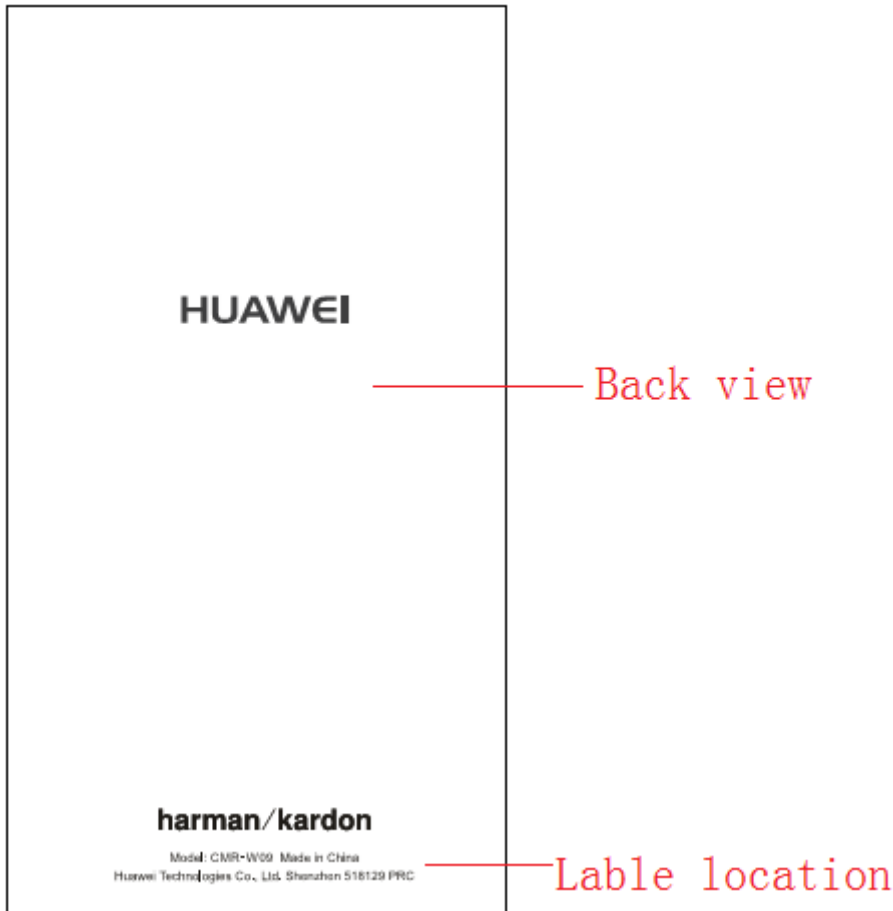 HUAWEI
Back view
harman/kardon
Model: CMR-W09 Made in China
Huawei Technologies Co., Ltd. Shenzhen 518129 PRC
Lable location